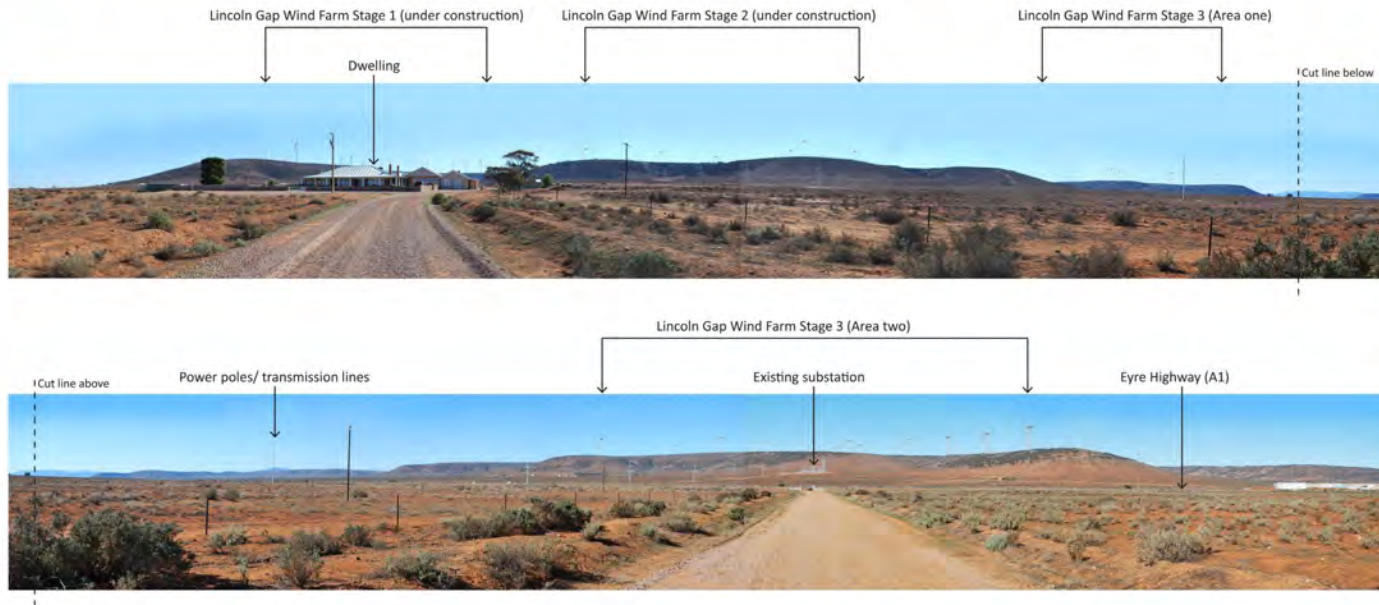 Lincoln Gap Wind Farm Stage 1 (under construction)
Lincoln Gap Wind Farm Stage 2 (under construction)
Lincoln Gap Wind Farm Stage 3 (Area one)
Dwelling
Cut line below
Lincoln Gap Wind Farm Stage 3 (Area two)
Cut line above
Power poles/ transmission lines
Existing substation
Eyre Highway (A1)